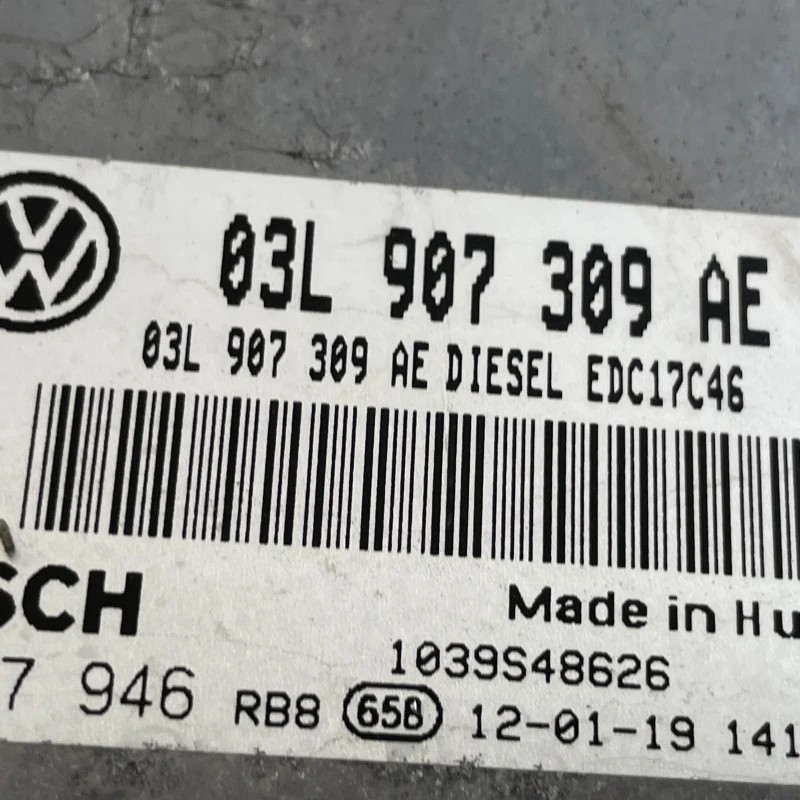 03L 907 309 AE
03L 907 309 AE DIESEL EDC17C46
SCH Made in Hu
1039S48626
7 946 RB8 658 12-01-19 141